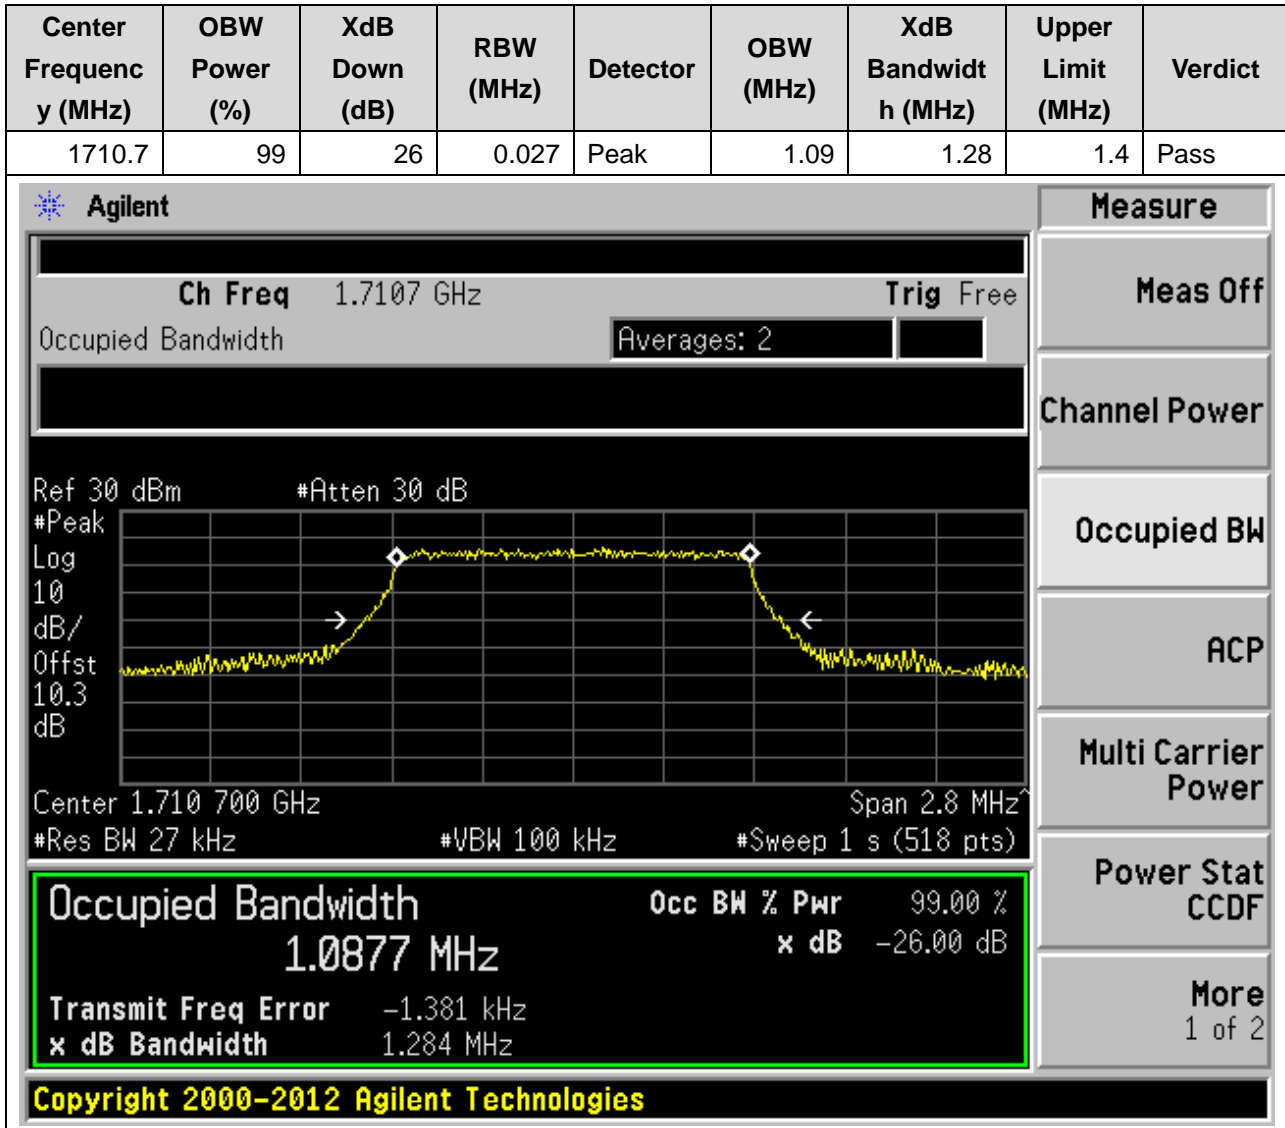 Center Frequency (MHz) OBW Power (%) XdB Down (dB) RBW (MHz) Detector OBW (MHz) XdB Bandwidth (MHz) Upper Limit (MHz) Verdict
1710.7 99 26 0.027 Peak 1.09 1.28 1.4 Pass
Agilent
Measure
Ch Freq 1.7107 GHz Trig Free
Meas Off
Occupied Bandwidth Averages: 2
Channel Power
Ref 30 dBm #Atten 30 dB
#Peak
Log
10
dB/
Offst
10.3
dB
Occupied BW
ACP
Multi Carrier
Power
Center 1.710 700 GHz Span 2.8 MHz^
#Res BW 27 kHz #VBW 100 kHz #Sweep 1 s (518 pts)
Power Stat
CCDF
Occupied Bandwidth Occ BW % Pwr 99.00 %
1.0877 MHz x dB -26.00 dB
Transmit Freq Error -1.381 kHz
x dB Bandwidth 1.284 MHz
More
1 of 2
Copyright 2000-2012 Agilent Technologies